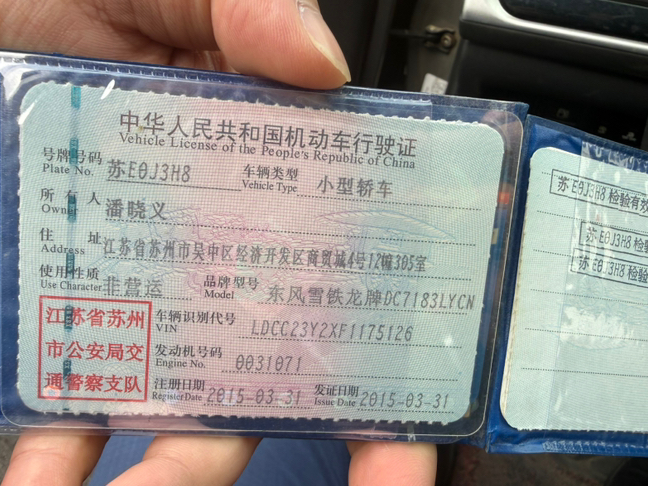 中华人民共和国机动车行驶证
Vehicle License of the People's Republic of China
号牌号码 苏E0J3H8 车辆类型 小型轿车
Plate No. Vehicle Type
所有人 潘晓义
Owner
住址 江苏省苏州市吴中区经济开发区商贸城4号12幢305室
Address
使用性质 非营运 品牌型号 东风雪铁龙牌DC7183LYCN
Use Character Model
江苏省苏州
市公安局交
通警察支队
车辆识别代号 LDCC23Y2XF1175126
VIN
发动机号码 0031071
Engine No.
注册日期 2015-03-31 发证日期 2015-03-31
Register Date Issue Date
苏E0J3H8 检验有效
苏E0J3H8 检验
苏E0J3H8 检验